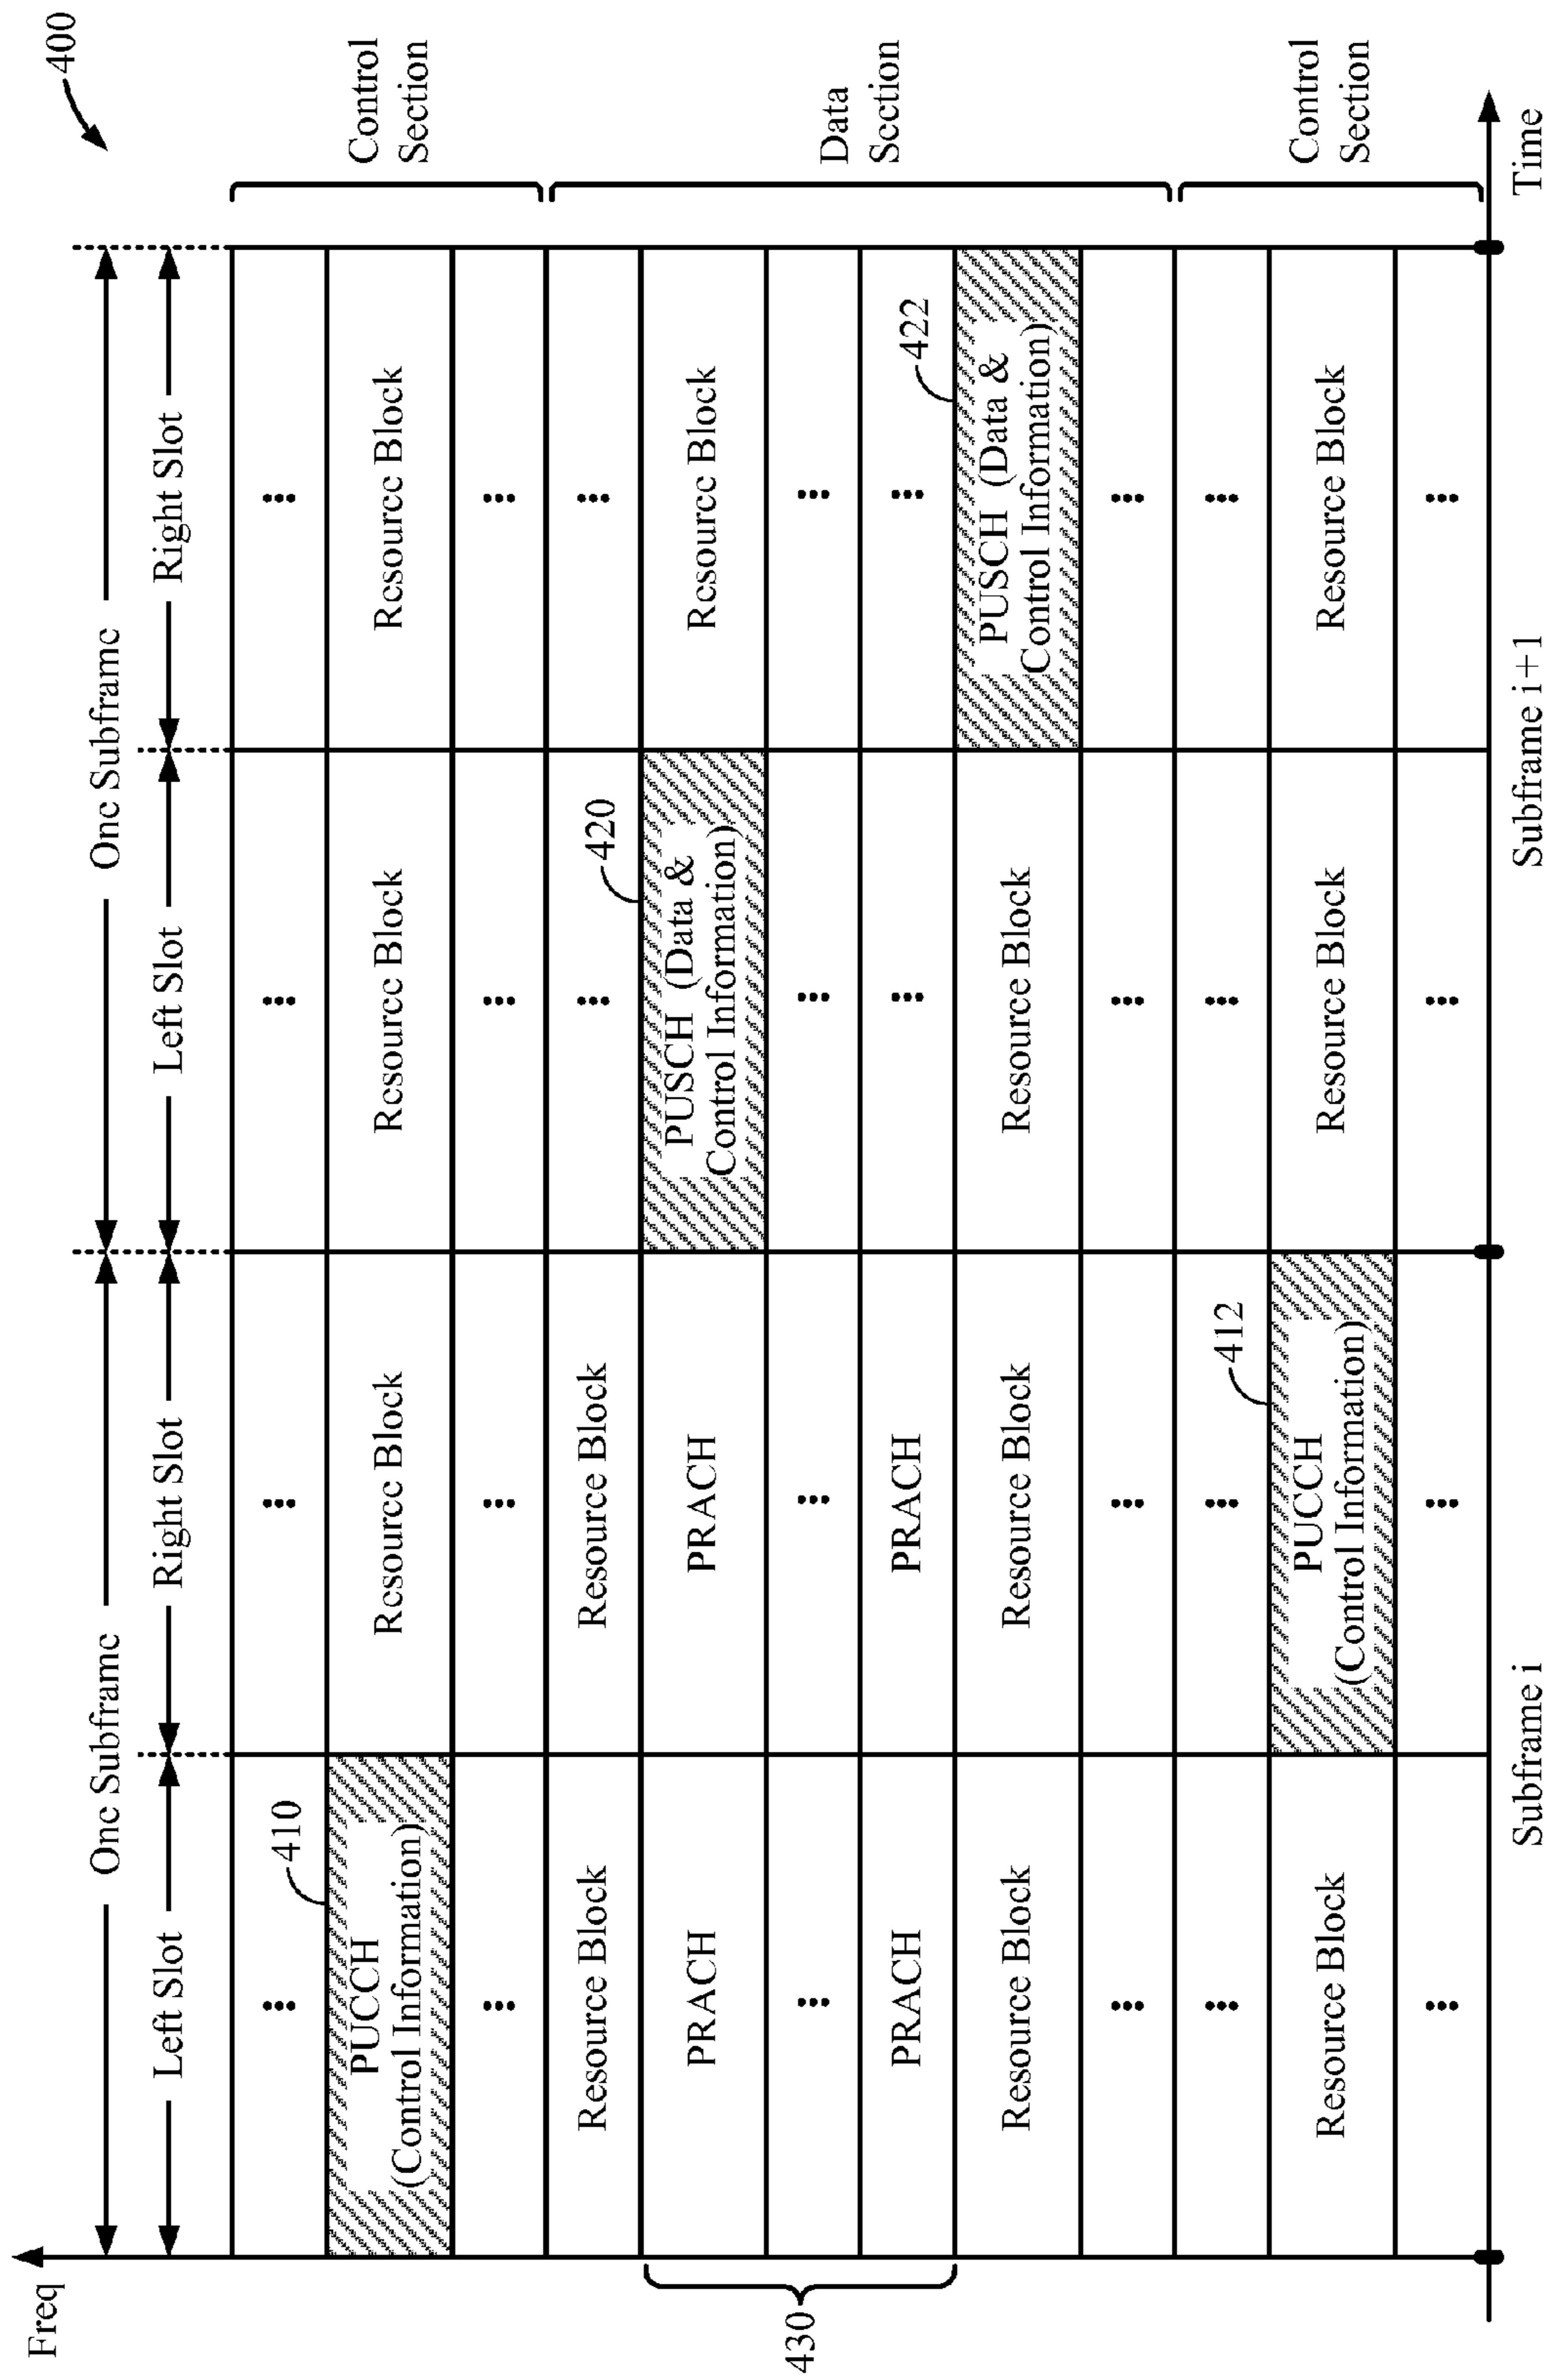 400
Freq
One Subframe
One Subframe
Left Slot
Right Slot
Left Slot
Right Slot
410
PUCCH
(Control Information)
Resource Block
Resource Block
Resource Block
Control
Section
Resource Block
Resource Block
420
430
PRACH
PRACH
PUSCH (Data &
Control Information)
Resource Block
Data
Section
PRACH
PRACH
422
Resource Block
Resource Block
Resource Block
PUSCH (Data &
Control Information)
412
Resource Block
PUCCH
(Control Information)
Resource Block
Resource Block
Control
Section
Subframe i
Subframe i+1
Time